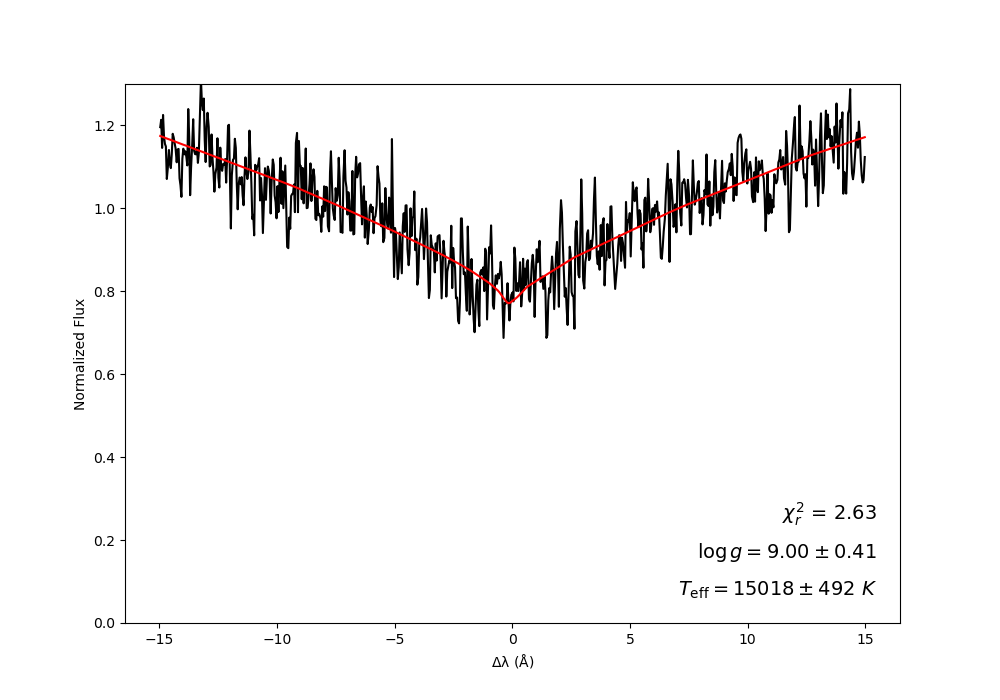 Normalized Flux
1.2
1.0
0.8
0.6
0.4
0.2
0.0
χ²ᵣ = 2.63
log g = 9.00 ± 0.41
T_eff = 15018 ± 492 K
−15
−10
−5
0
5
10
15
Δλ (Å)